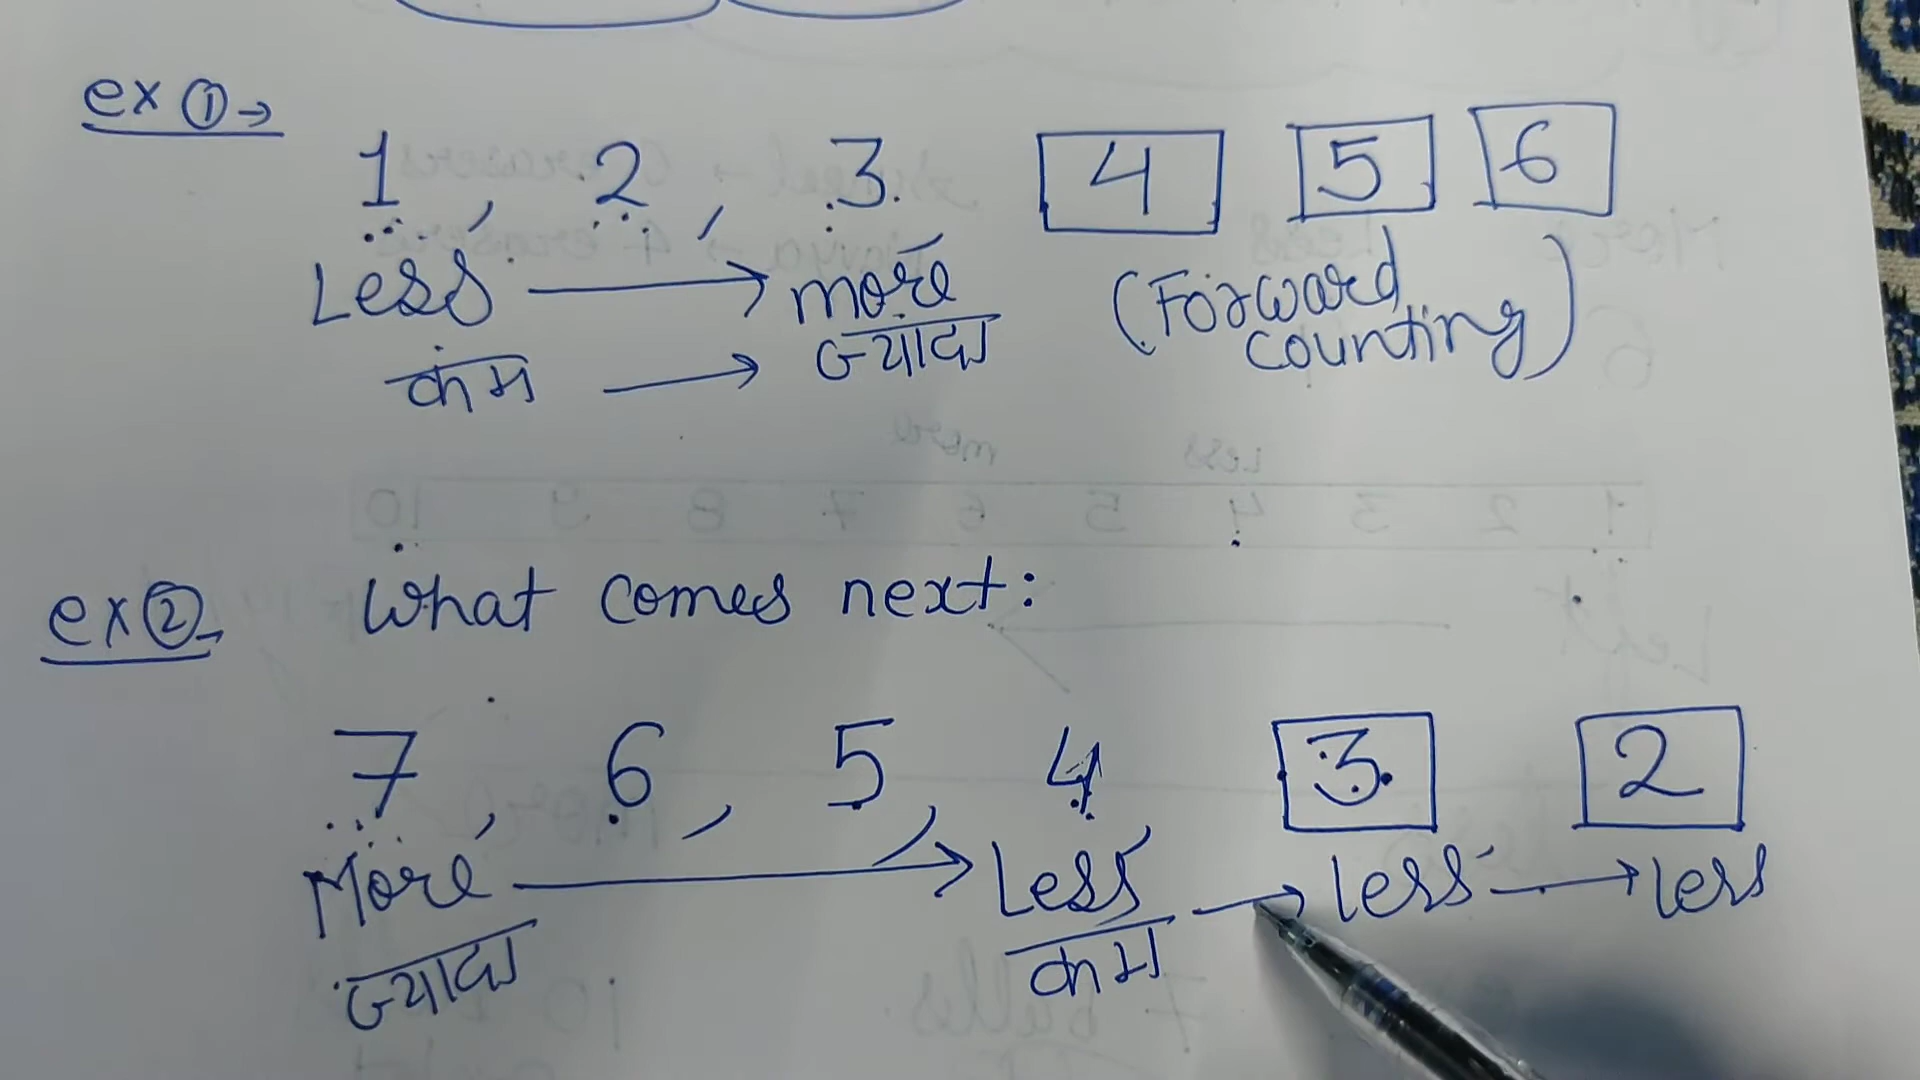 ex ① →
1 , 2 , 3 4 5 6
Less → more (Forward counting)
कम → ज्यादा
ex ② What comes next:
7 , 6 , 5 , 4 3 2
More → Less → Less → Less
ज्यादा कम